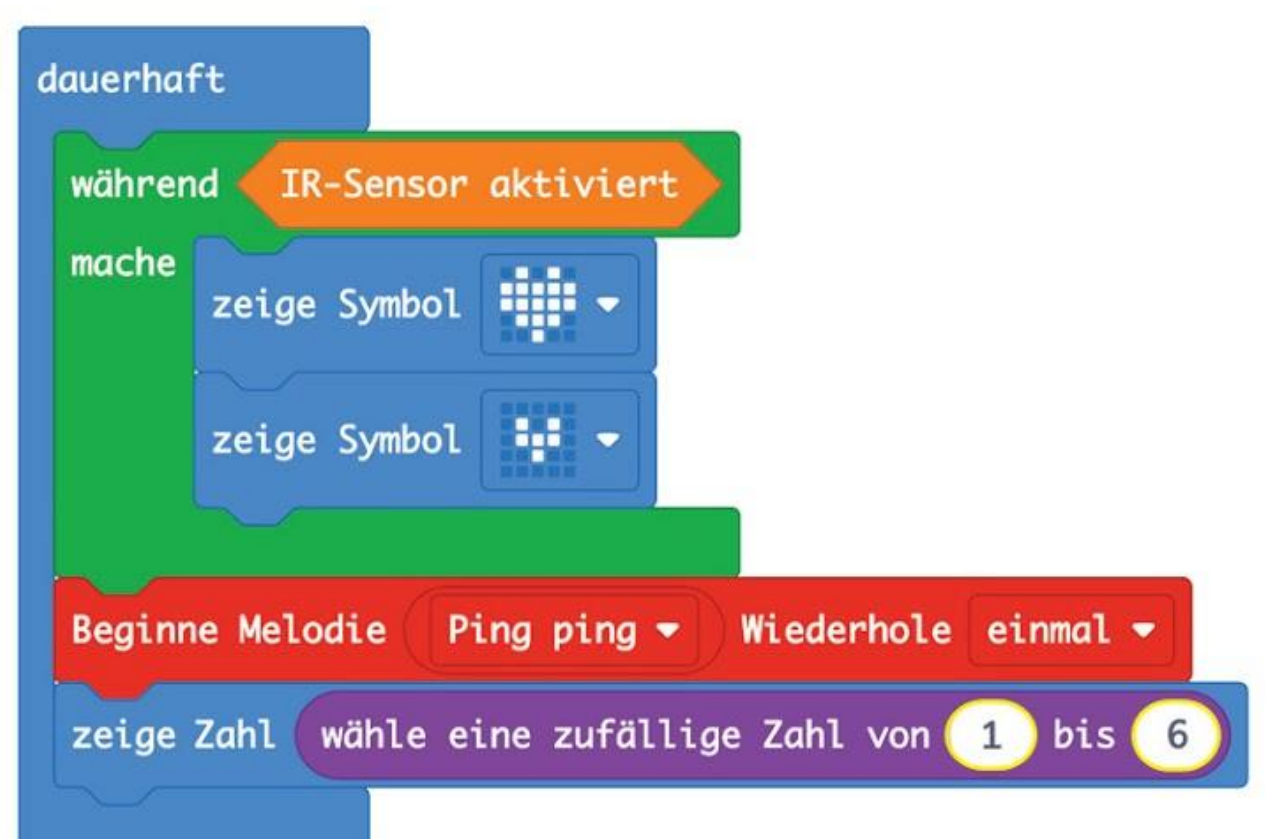 dauerhaft
während IR-Sensor aktiviert
mache
zeige Symbol
zeige Symbol
Beginne Melodie Ping ping Wiederhole einmal
zeige Zahl wähle eine zufällige Zahl von 1 bis 6